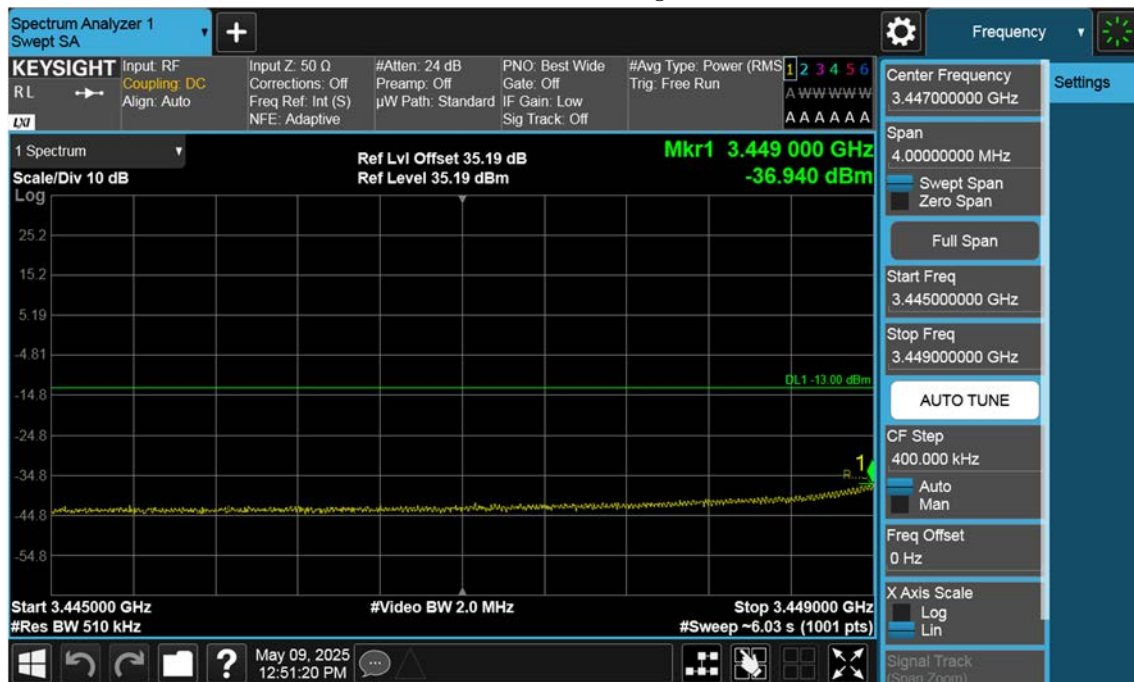 Spectrum Analyzer 1
Swept SA
+
Frequency
KEYSIGHT
RL
LXI
Input: RF
Coupling: DC
Align: Auto
Input Z: 50 Ω
Corrections: Off
Freq Ref: Int (S)
NFE: Adaptive
#Atten: 24 dB
Preamp: Off
µW Path: Standard
PNO: Best Wide
Gate: Off
IF Gain: Low
Sig Track: Off
#Avg Type: Power (RMS
Trig: Free Run
1 2 3 4 5 6
A W W W W W
A A A A A A
1 Spectrum
Scale/Div 10 dB
Ref Lvl Offset 35.19 dB
Ref Level 35.19 dBm
Mkr1 3.449 000 GHz
-36.940 dBm
Log
25.2
15.2
5.19
-4.81
-14.8
-24.8
-34.8
-44.8
-54.8
DL1 -13.00 dBm
1
R...
Start 3.445000 GHz
#Res BW 510 kHz
#Video BW 2.0 MHz
Stop 3.449000 GHz
#Sweep ~6.03 s (1001 pts)
Center Frequency
3.447000000 GHz
Span
4.00000000 MHz
Swept Span
Zero Span
Full Span
Start Freq
3.445000000 GHz
Stop Freq
3.449000000 GHz
AUTO TUNE
CF Step
400.000 kHz
Auto
Man
Freq Offset
0 Hz
X Axis Scale
Log
Lin
Signal Track
(Span Zoom)
Settings
?
May 09, 2025
12:51:20 PM